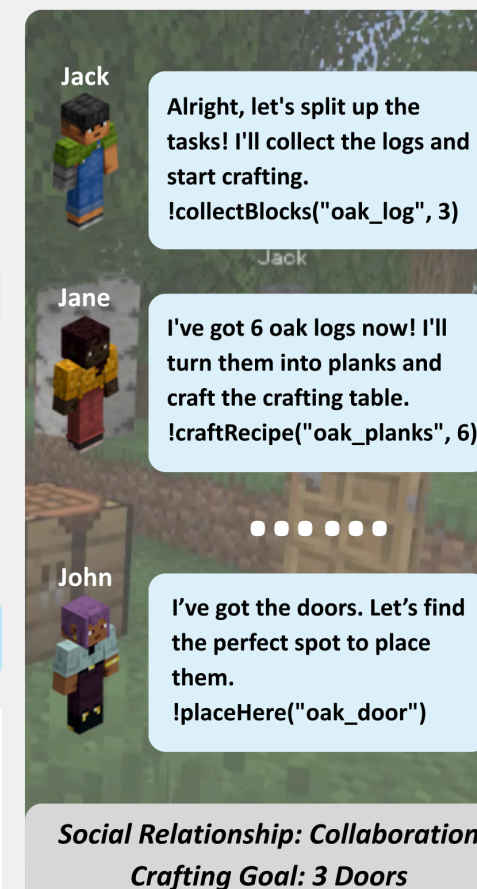 Jack
Alright, let's split up the
tasks! I'll collect the logs and
start crafting.
!collectBlocks("oak_log", 3)
Jack
Jane
I've got 6 oak logs now! I'll
turn them into planks and
craft the crafting table.
!craftRecipe("oak_planks", 6)
......
John
I’ve got the doors. Let’s find
the perfect spot to place
them.
!placeHere("oak_door")
Social Relationship: Collaboration
Crafting Goal: 3 Doors